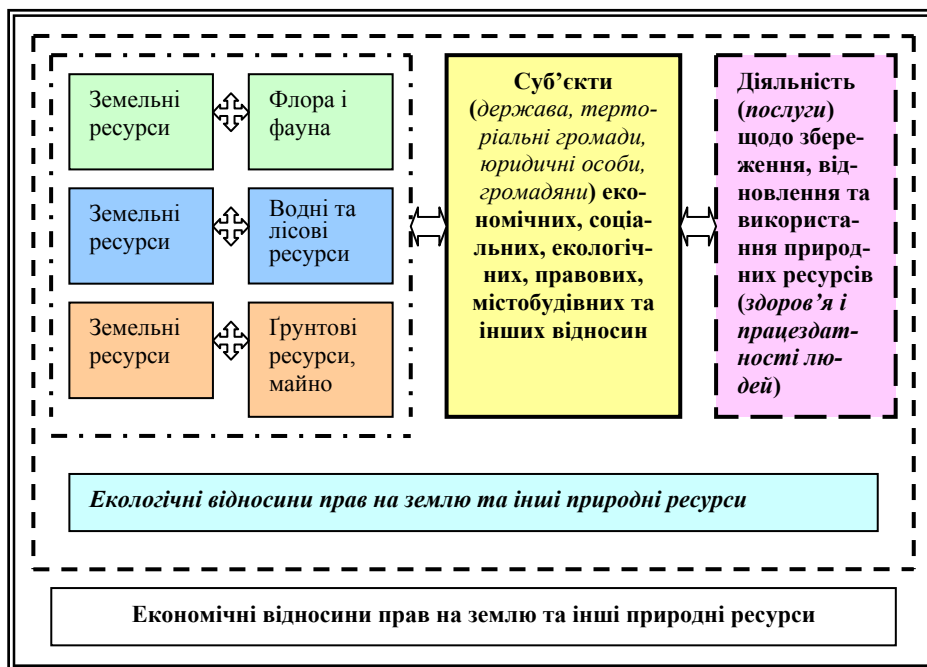 Земельні
ресурси
Флора і
фауна
Земельні
ресурси
Водні та
лісові
ресурси
Земельні
ресурси
Ґрунтові
ресурси,
майно
Суб’єкти
(держава, терто-
ріальні громади,
юридичні особи,
громадяни) еко-
номічних, соціа-
льних, екологіч-
них, правових,
містобудівних та
інших відносин
Діяльність
(послуги)
щодо збере-
ження, від-
новлення та
використа-
ння природ-
них ресурсів
(здоров’я і
працездат-
ності лю-
дей)
Екологічні відносини прав на землю та інші природні ресурси
Економічні відносини прав на землю та інші природні ресурси